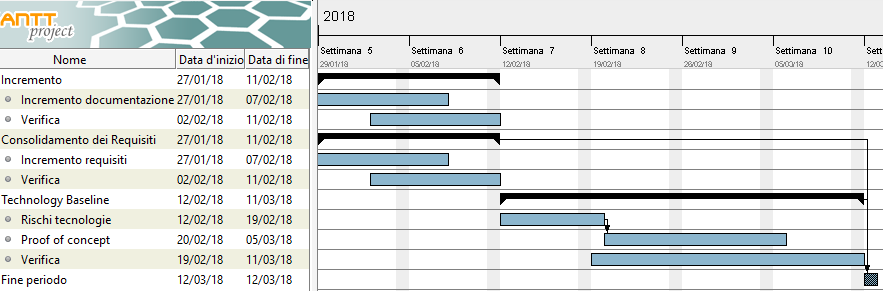 ANTT
project
2018
Nome Data d'inizio Data di fine
Settimana 5 Settimana 6 Settimana 7 Settimana 8 Settimana 9 Settimana 10
29/01/18 05/02/18 12/02/18 19/02/18 26/02/18 05/03/18
Incremento 27/01/18 11/02/18
Incremento documentazione 27/01/18 07/02/18
Verifica 02/02/18 11/02/18
Consolidamento dei Requisiti 27/01/18 11/02/18
Incremento requisiti 27/01/18 07/02/18
Verifica 02/02/18 11/02/18
Technology Baseline 12/02/18 11/03/18
Rischi tecnologie 12/02/18 19/02/18
Proof of concept 20/02/18 05/03/18
Verifica 19/02/18 11/03/18
Fine periodo 12/03/18 12/03/18